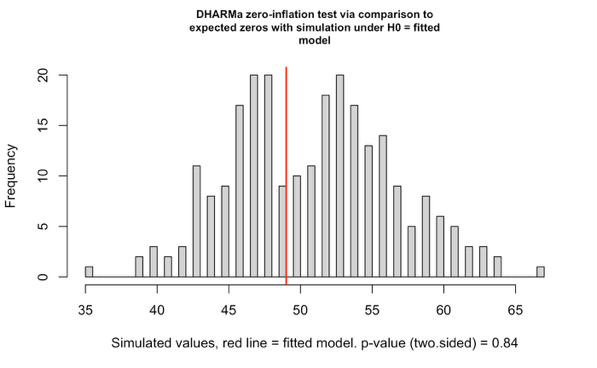 DHARMa zero-inflation test via comparison to
expected zeros with simulation under H0 = fitted
model
Frequency
20
15
10
5
0
35 40 45 50 55 60 65
Simulated values, red line = fitted model. p-value (two.sided) = 0.84